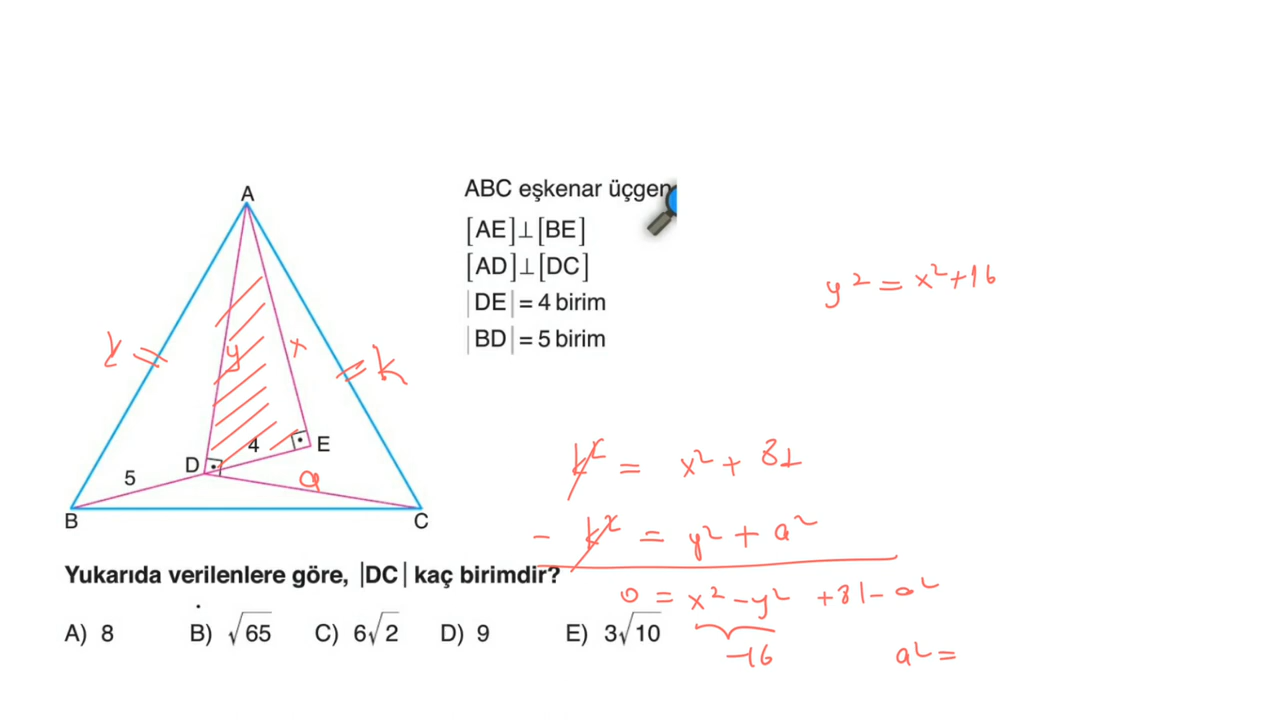 A
ABC eşkenar üçgen
[AE]⊥[BE]
[AD]⊥[DC]
|DE| = 4 birim
|BD| = 5 birim
y² = x² + 16
k
y
x
k
4
E
D
5
a
B
C
k² = x² + 81
- k² = y² + a²
0 = x² - y² + 81 - a²
-16
a² =
Yukarıda verilenlere göre, |DC| kaç birimdir?
A) 8 B) √65 C) 6√2 D) 9 E) 3√10